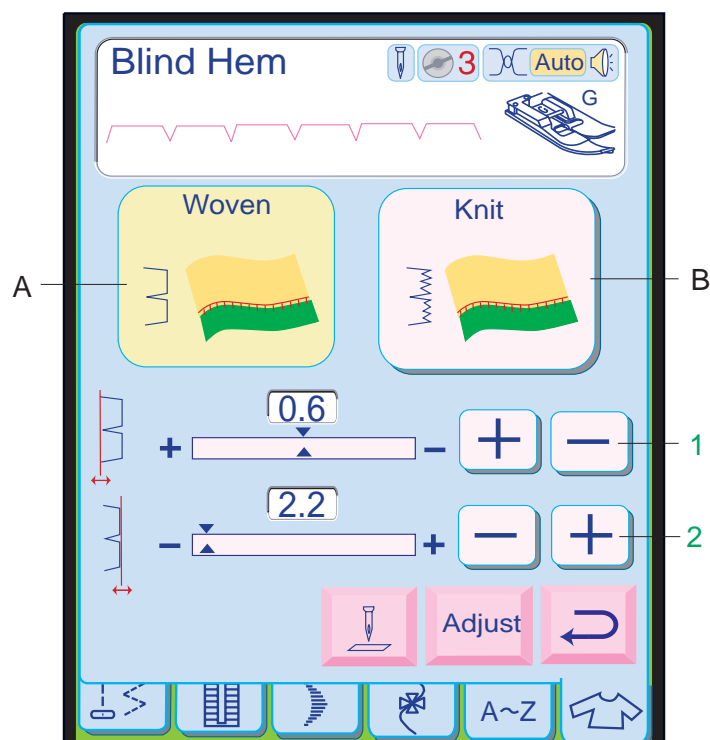 Blind Hem 3 Auto
G
Woven Knit
A B
0.6
+ - + — 1
2.2
- + — + 2
Adjust
A~Z